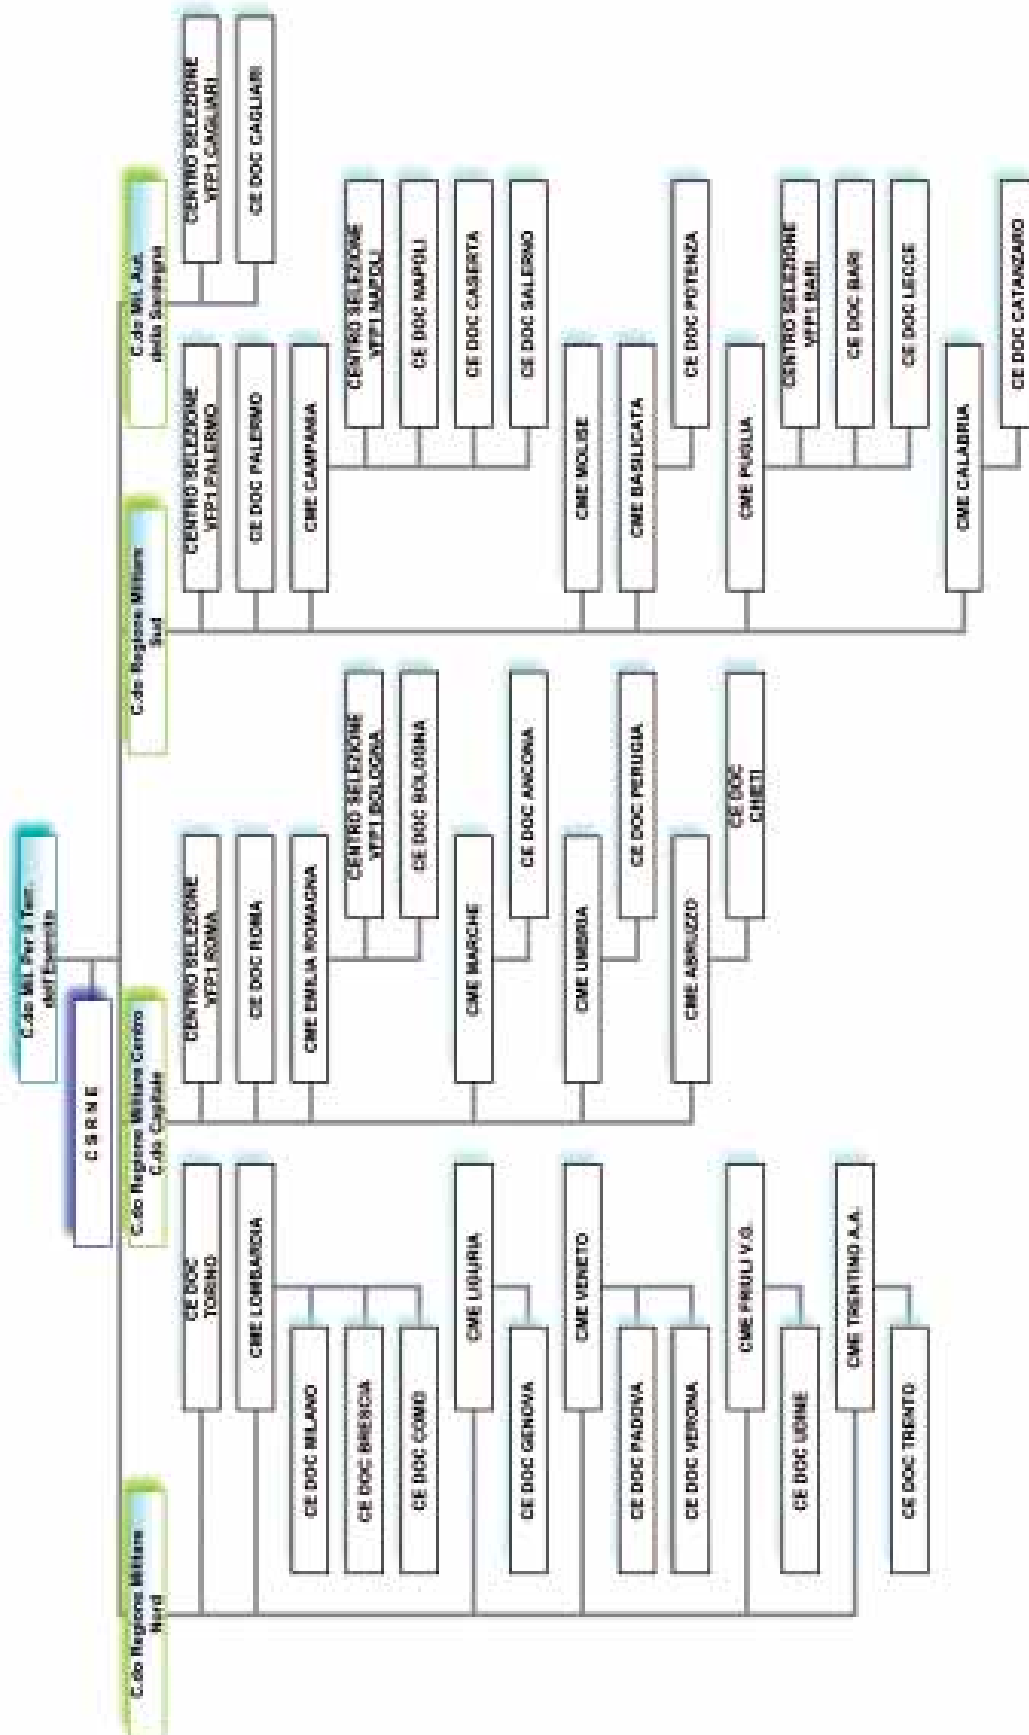 C.do Mil. Per il Terr.
dell'Esercito
C S R N E
C.do Regione Militare
Nord
CE DOC
TORINO
CME LOMBARDIA
CE DOC MILANO
CE DOC BRESCIA
CE DOC COMO
CME LIGURIA
CE DOC GENOVA
CME VENETO
CE DOC PADOVA
CE DOC VERONA
CME FRIULI V.G.
CE DOC UDINE
CME TRENTINO A.A.
CE DOC TRENTO
C.do Regione Militare Centro
C.do Capitale
CENTRO SELEZIONE
VFP1 ROMA
CE DOC ROMA
CME EMILIA ROMAGNA
CENTRO SELEZIONE
VFP1 BOLOGNA
CE DOC BOLOGNA
CME MARCHE
CE DOC ANCONA
CME UMBRIA
CE DOC PERUGIA
CME ABRUZZO
CE DOC
CHIETI
C.do Regione Militare
Sud
CENTRO SELEZIONE
VFP1 PALERMO
CE DOC PALERMO
CME CAMPANIA
CENTRO SELEZIONE
VFP1 NAPOLI
CE DOC NAPOLI
CE DOC CASERTA
CE DOC SALERNO
CME MOLISE
CME BASILICATA
CE DOC POTENZA
CME PUGLIA
CENTRO SELEZIONE
VFP1 BARI
CE DOC BARI
CE DOC LECCE
CME CALABRIA
CE DOC CATANZARO
C.do Mil. Aut.
della Sardegna
CENTRO SELEZIONE
VFP1 CAGLIARI
CE DOC CAGLIARI